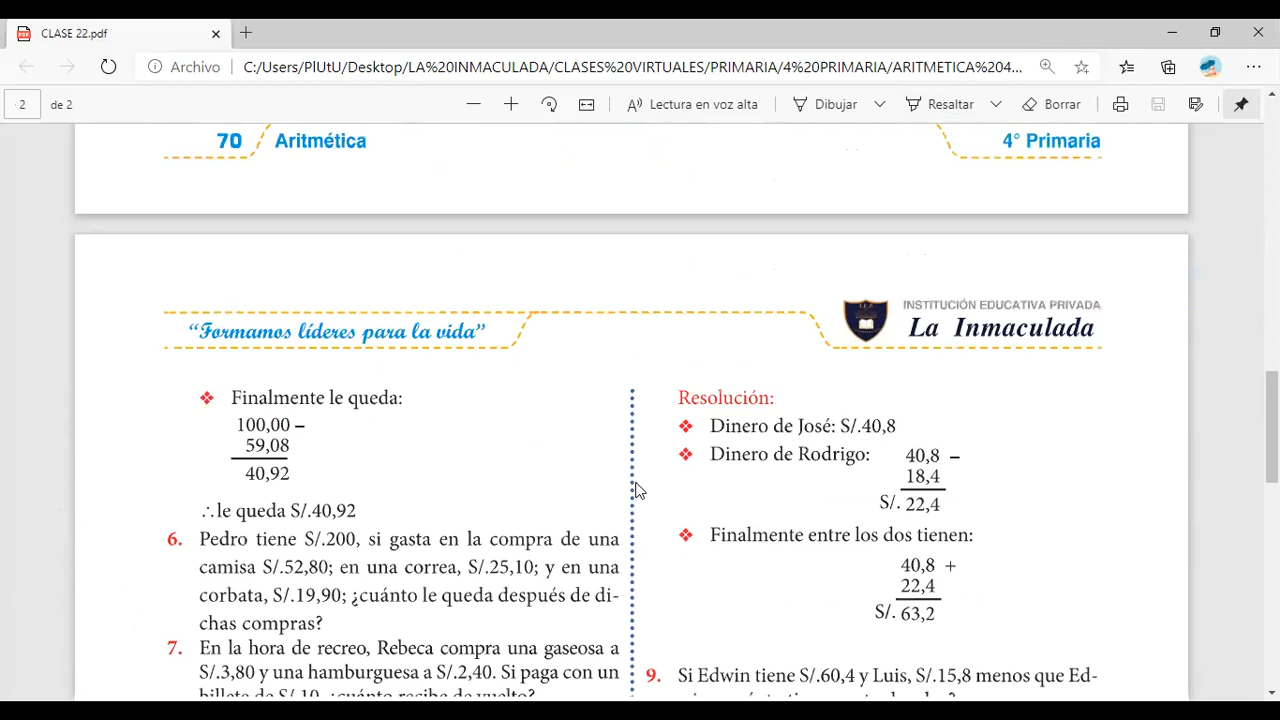 CLASE 22.pdf
Archivo C:/Users/PlUtU/Desktop/LA%20INMACULADA/CLASES%20VIRTUALES/PRIMARIA/4%20PRIMARIA/ARITMETICA%204...
2 de 2 Lectura en voz alta Dibujar Resaltar Borrar
70 Aritmética 4° Primaria
INSTITUCIÓN EDUCATIVA PRIVADA
"Formamos líderes para la vida" La Inmaculada
❖ Finalmente le queda:
100,00 –
59,08
40,92
∴le queda S/.40,92
6. Pedro tiene S/.200, si gasta en la compra de una
camisa S/.52,80; en una correa, S/.25,10; y en una
corbata, S/.19,90; ¿cuánto le queda después de di-
chas compras?
7. En la hora de recreo, Rebeca compra una gaseosa a
S/.3,80 y una hamburguesa a S/.2,40. Si paga con un
billete de S/.10, ¿cuánto recibe de vuelto?
Resolución:
❖ Dinero de José: S/.40,8
❖ Dinero de Rodrigo: 40,8 –
18,4
S/. 22,4
❖ Finalmente entre los dos tienen:
40,8 +
22,4
S/. 63,2
9. Si Edwin tiene S/.60,4 y Luis, S/.15,8 menos que Ed-